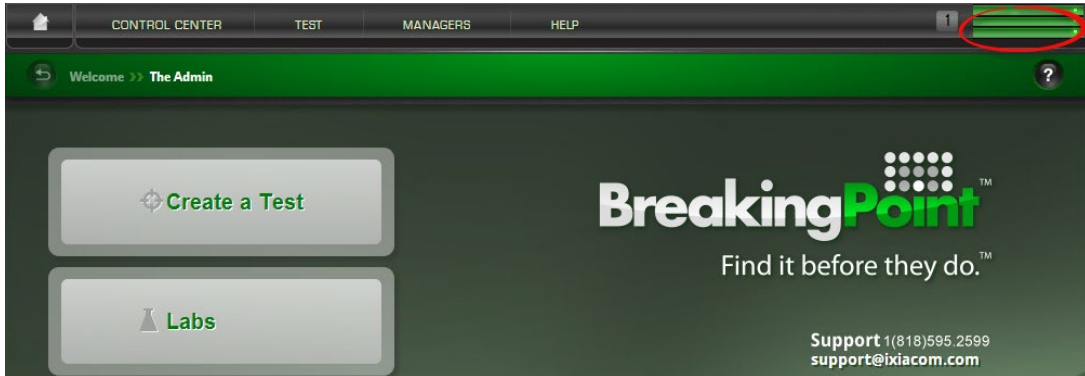 CONTROL CENTER TEST MANAGERS HELP 1
Welcome >> The Admin ?
Create a Test
BreakingPoint™
Find it before they do.™
Labs
Support 1(818)595.2599
support@ixiacom.com